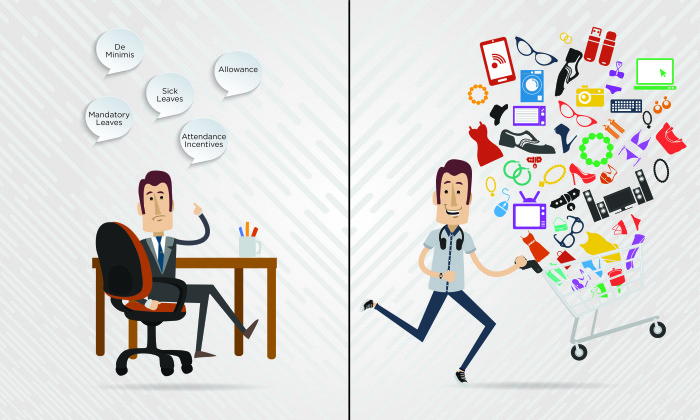 De
Minimis
Allowance
Sick
Leaves
Mandatory
Leaves
Attendance
Incentives